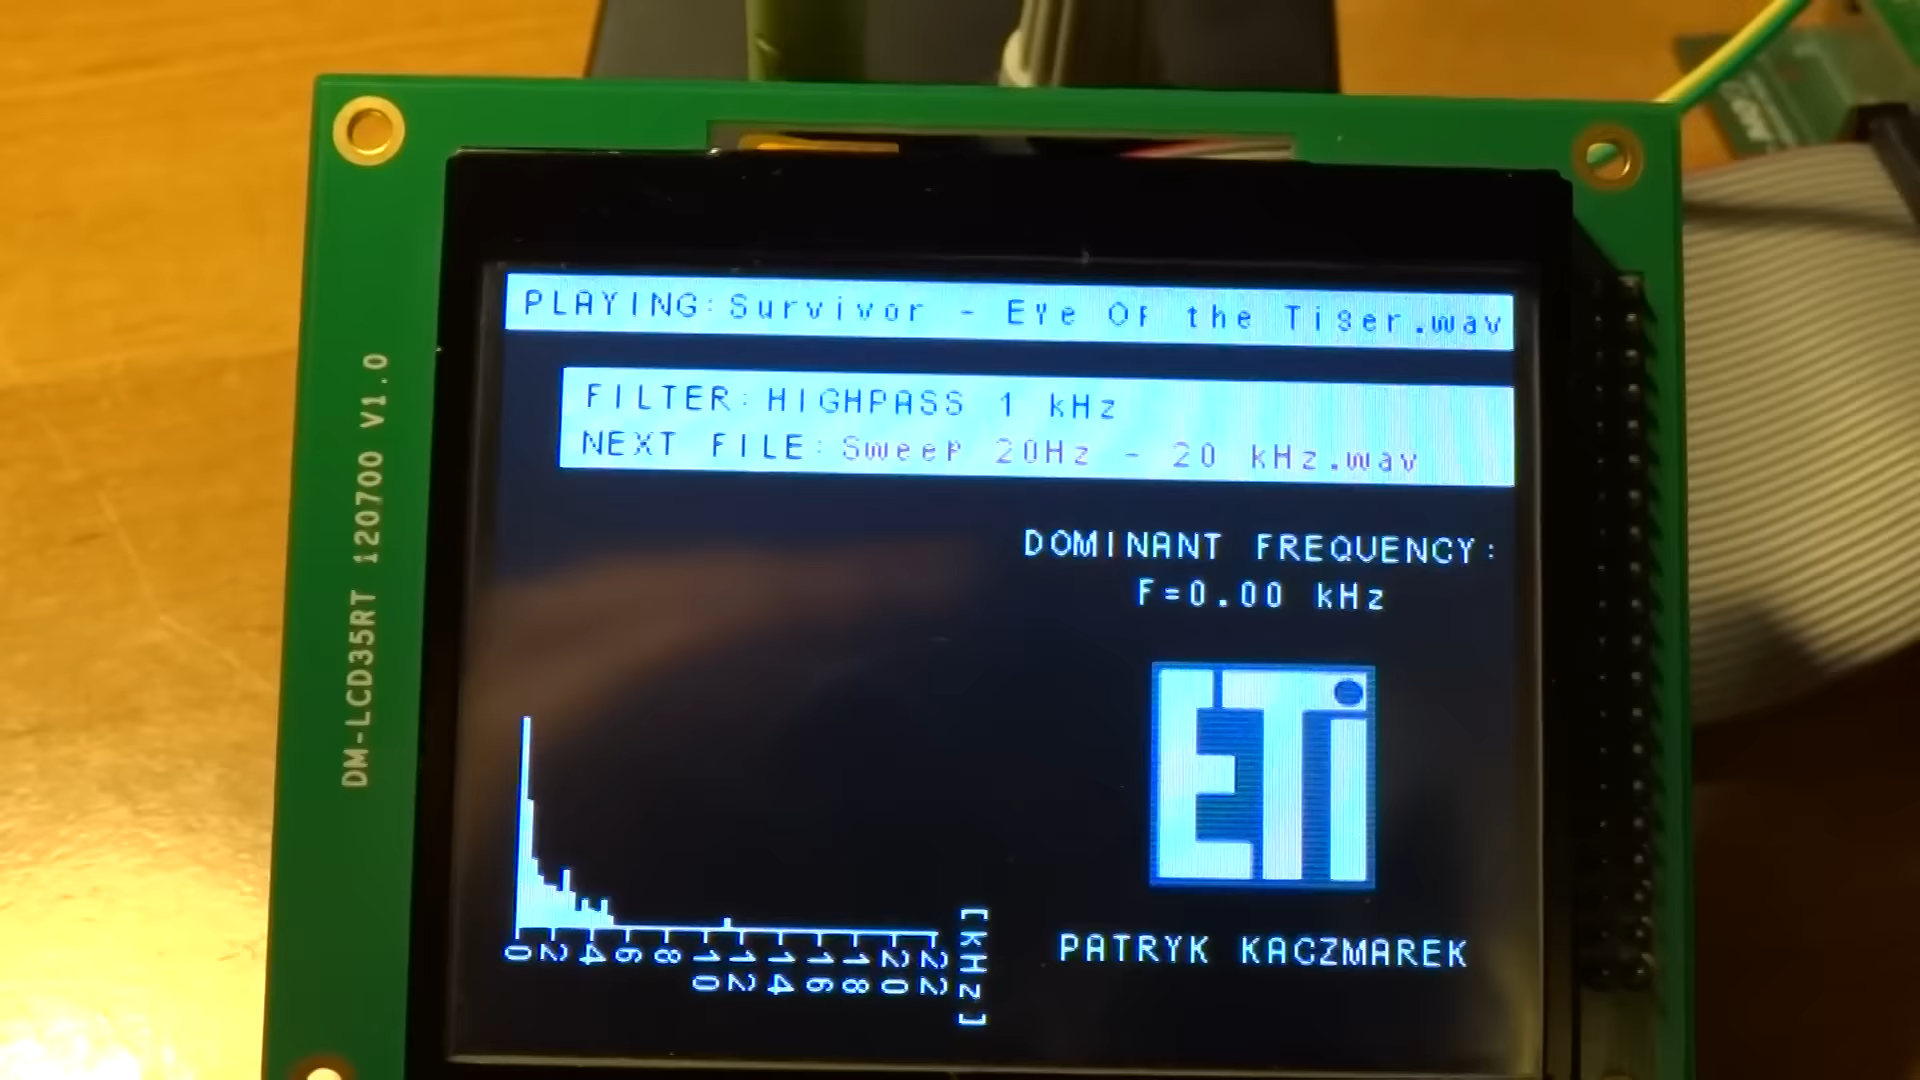 PLAYING:Survivor - Eye Of the Tiger.wav
FILTER:HIGHPASS 1 kHz
NEXT FILE:Sweep 20Hz - 20 kHz.wav
DOMINANT FREQUENCY:
F=0.00 kHz
ETi
PATRYK KACZMAREK
0 2 4 6 8 10 12 14 16 18 20 22 [kHz]
DM-LCD35RT 120700 V1.0